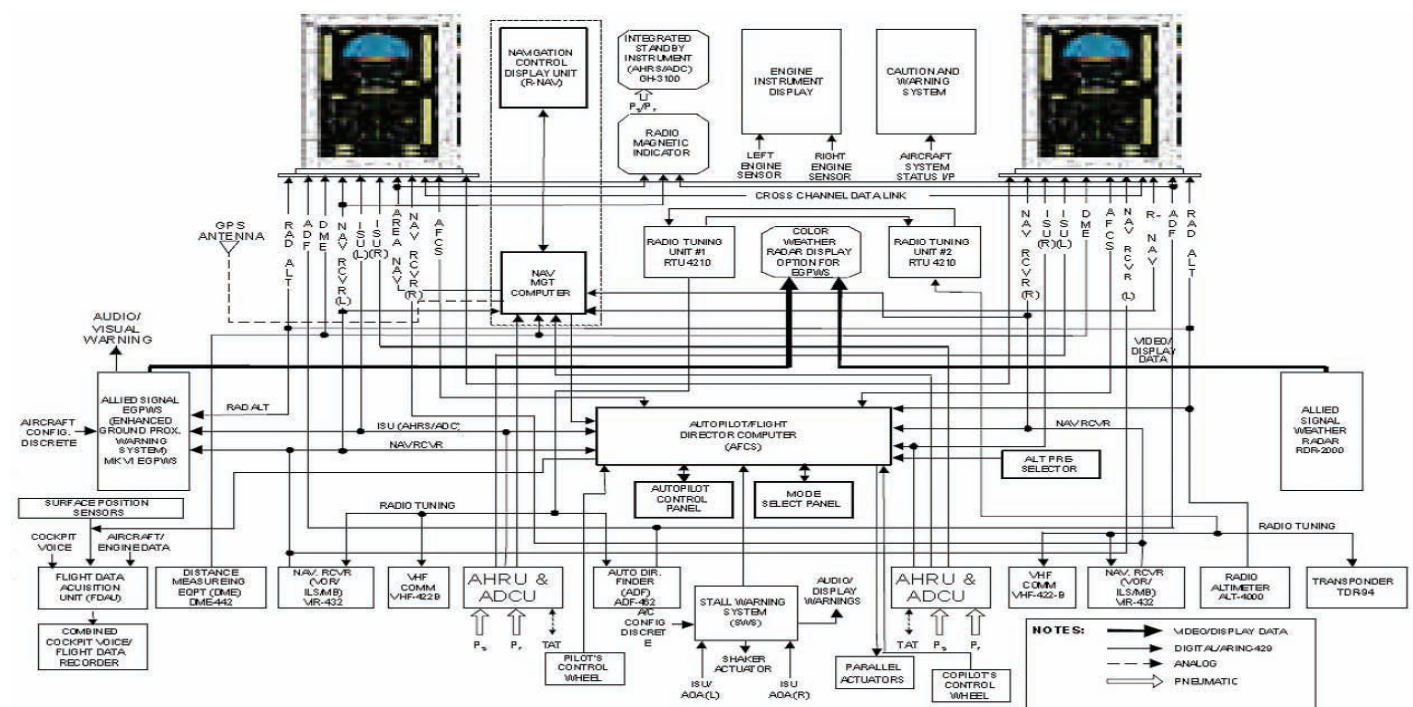 NAVIGATION
CONTROL
DISPLAY UNIT
(R-NAV)
INTEGRATED
STANDBY
INSTRUMENT
(AHRS/ADC)
GH-3100
ENGINE
INSTRUMENT
DISPLAY
CAUTION AND
WARNING
SYSTEM
RADIO
MAGNETIC
INDICATOR
LEFT
ENGINE
SENSOR
RIGHT
ENGINE
SENSOR
AIRCRAFT
SYSTEM
STATUS I/P
CROSS CHANNEL DATA LINK
GPS
ANTENNA
RAD ALT
ADF
DME
NAV RCVR(L)
ISU(L)
ISU(R)
AREA NAV
NAV RCVR(R)
AFCS
NAV
MGT
COMPUTER
RADIO TUNING
UNIT #1
RTU 4210
COLOR
WEATHER
RADAR DISPLAY
OPTION FOR
EGPWS
RADIO TUNING
UNIT #2
RTU 4210
NAV RCVR(R)
ISU(R)
ISU(L)
DME
AFCS
NAV RCVR (L)
R- NAV
ADF
RAD ALT
AUDIO/
VISUAL
WARNING
VIDEO/
DISPLAY
DATA
ALLIED SIGNAL
EGPWS
(ENHANCED
GROUND PROX.
WARNING
SYSTEM)
MK VI EGPWS
AIRCRAFT
CONFIG.
DISCRETE
RAD ALT
ISU (AHRS/ADC)
NAV RCVR
AUTOPILOT/FLIGHT
DIRECTOR COMPUTER
(AFCS)
NAV RCVR
ALT PRE-
SELECTOR
ALLIED
SIGNAL
WEATHER
RADAR
RDR-2000
AUTOPILOT
CONTROL
PANEL
MODE
SELECT PANEL
SURFACE POSITION
SENSORS
RADIO TUNING
RADIO TUNING
COCKPIT
VOICE
AIRCRAFT/
ENGINE DATA
FLIGHT DATA
ACUISITION
UNIT (FDAU)
DISTANCE
MEASUREING
EQPT (DME)
DME-442
NAV. RCVR
(VOR/
ILS/MB)
VIR-432
VHF
COMM
VHF-422B
AHRU &
ADCU
AUTO DIR.
FINDER
(ADF)
ADF-462
A/C
CONFIG
DISCRET
E
STALL WARNING
SYSTEM
(SWS)
AUDIO/
DISPLAY
WARNINGS
AHRU &
ADCU
VHF
COMM
VHF-422-B
NAV. RCVR
(VOR/
ILS/MB)
VIR-432
RADIO
ALTIMETER
ALT-4000
TRANSPONDER
TDR-94
COMBINED
COCKPIT VOICE/
FLIGHT DATA
RECORDER
TAT
PILOT'S
CONTROL
WHEEL
SHAKER
ACTUATOR
ISU/
AOA(L)
ISU
AOA(R)
PARALLEL
ACTUATORS
TAT
COPILOT'S
CONTROL
WHEEL
NOTES:
VIDEO/DISPLAY DATA
DIGITAL/ARINC-429
ANALOG
PNEUMATIC